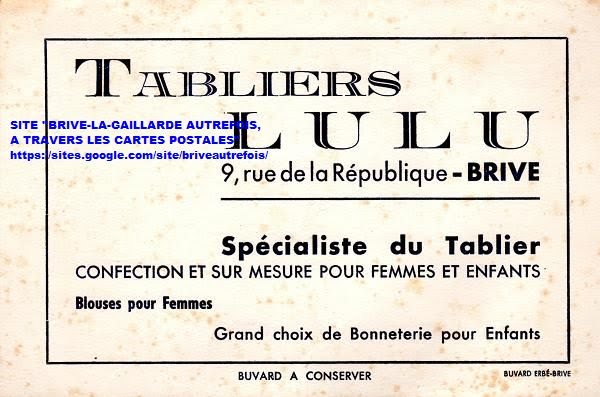 TABLIERS
LULU
SITE "BRIVE-LA-GAILLARDE AUTREFOIS,
A TRAVERS LES CARTES POSTALES"
https://sites.google.com/site/briveautrefois/
9, rue de la République - BRIVE
Spécialiste du Tablier
CONFECTION ET SUR MESURE POUR FEMMES ET ENFANTS
Blouses pour Femmes
Grand choix de Bonneterie pour Enfants
BUVARD A CONSERVER
BUVARD ERBÉ-BRIVE